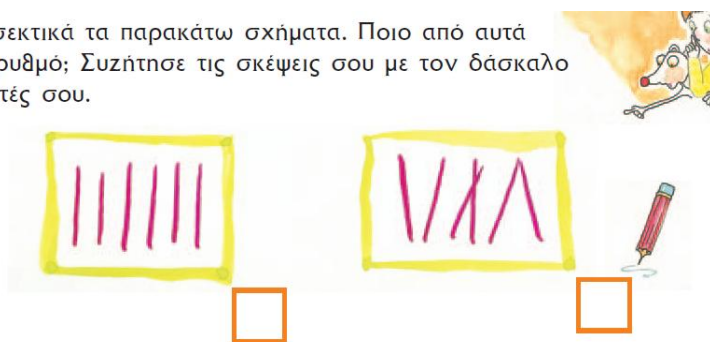 σεκτικά τα παρακάτω σχήματα. Ποιο από αυτά
ρυθμό; Συζήτησε τις σκέψεις σου με τον δάσκαλο
τές σου.